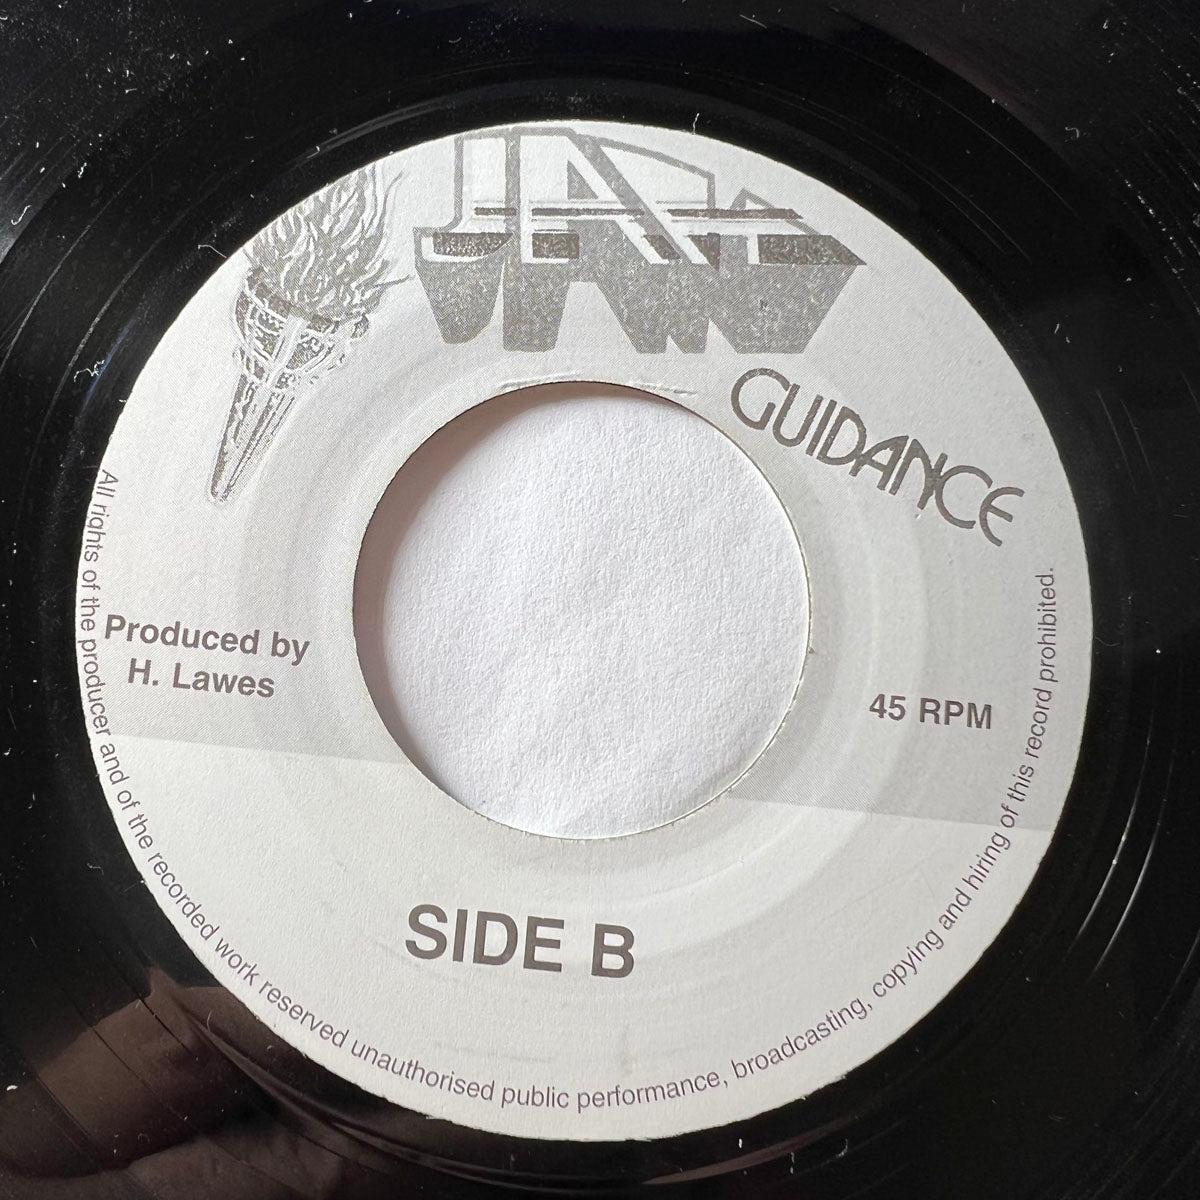 JAH
GUIDANCE
Produced by
H. Lawes
45 RPM
SIDE B
All rights of the producer and of the recorded work reserved unauthorised public performance, broadcasting, copying and hiring of this record prohibited.